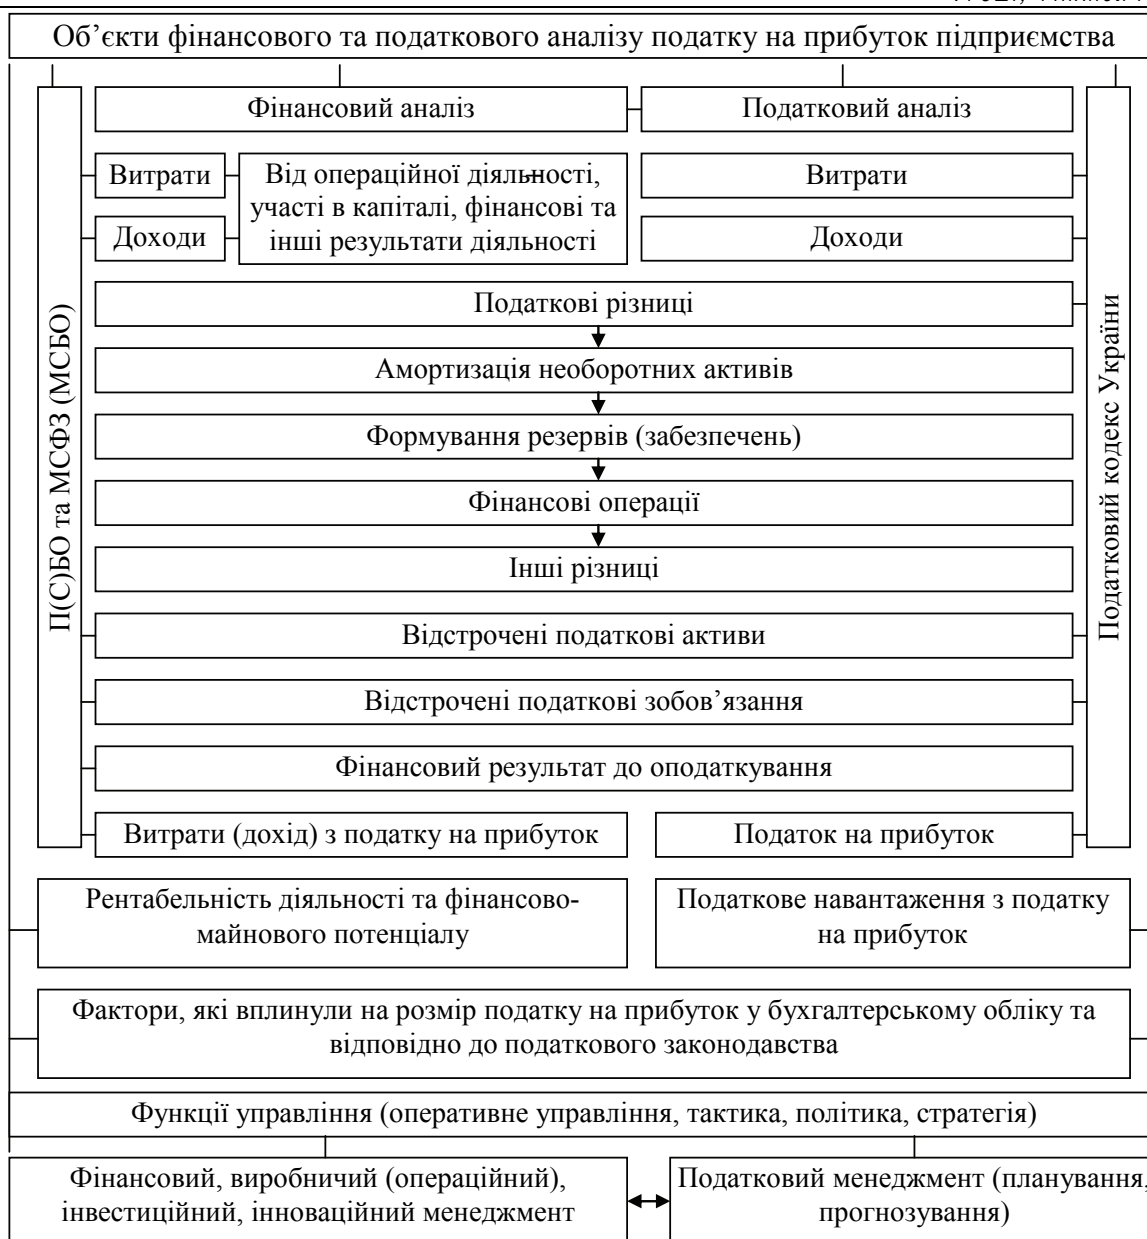 Об’єкти фінансового та податкового аналізу податку на прибуток підприємства
П(С)БО та МСФЗ (МСБО)
Фінансовий аналіз
Податковий аналіз
Податковий кодекс України
Витрати
Від операційної діяльності,
участі в капіталі, фінансові та
інші результати діяльності
Витрати
Доходи
Доходи
Податкові різниці
Амортизація необоротних активів
Формування резервів (забезпечень)
Фінансові операції
Інші різниці
Відстрочені податкові активи
Відстрочені податкові зобов’язання
Фінансовий результат до оподаткування
Витрати (дохід) з податку на прибуток
Податок на прибуток
Рентабельність діяльності та фінансово-
майнового потенціалу
Податкове навантаження з податку
на прибуток
Фактори, які вплинули на розмір податку на прибуток у бухгалтерському обліку та
відповідно до податкового законодавства
Функції управління (оперативне управління, тактика, політика, стратегія)
Фінансовий, виробничий (операційний),
інвестиційний, інноваційний менеджмент
Податковий менеджмент (планування,
прогнозування)